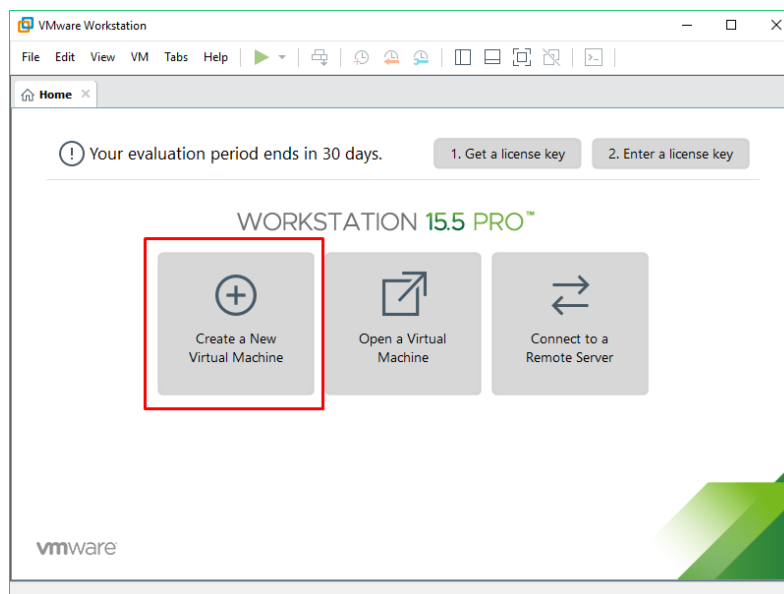 VMware Workstation
File Edit View VM Tabs Help
Home
Your evaluation period ends in 30 days. 1. Get a license key 2. Enter a license key
WORKSTATION 15.5 PRO™
Create a New Open a Virtual Connect to a
Virtual Machine Machine Remote Server
vmware